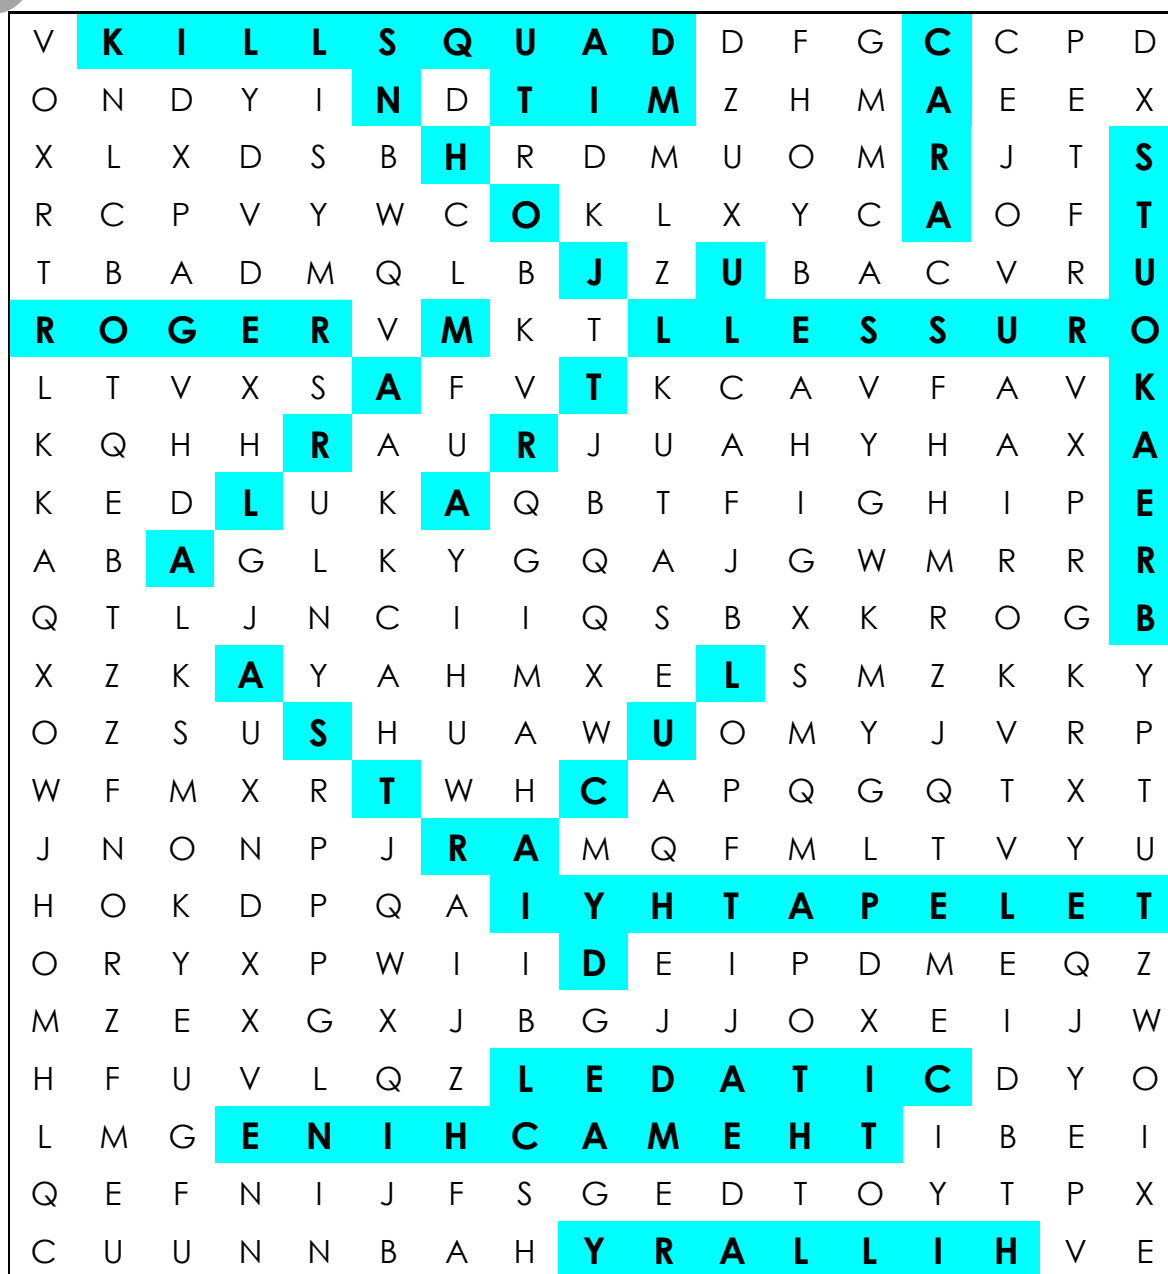 V K I L L S Q U A D D F G C C P D
O N D Y I N D T I M Z H M A E E X
X L X D S B H R D M U O M R J T S
R C P V Y W C O K L X Y C A O F T
T B A D M Q L B J Z U B A C V R U
R O G E R V M K T L L E S S U R O
L T V X S A F V T K C A V F A V K
K Q H H R A U R J U A H Y H A X A
K E D L U K A Q B T F I G H I P E
A B A G L K Y G Q A J G W M R R R
Q T L J N C I I Q S B X K R O G B
X Z K A Y A H M X E L S M Z K K Y
O Z S U S H U A W U O M Y J V R P
W F M X R T W H C A P Q G Q T X T
J N O N P J R A M Q F M L T V Y U
H O K D P Q A I Y H T A P E L E T
O R Y X P W I I D E I P D M E Q Z
M Z E X G X J B G J J O X E I J W
H F U V L Q Z L E D A T I C D Y O
L M G E N I H C A M E H T I B E I
Q E F N I J F S G E D T O Y T P X
C U U N N B A H Y R A L L I H V E